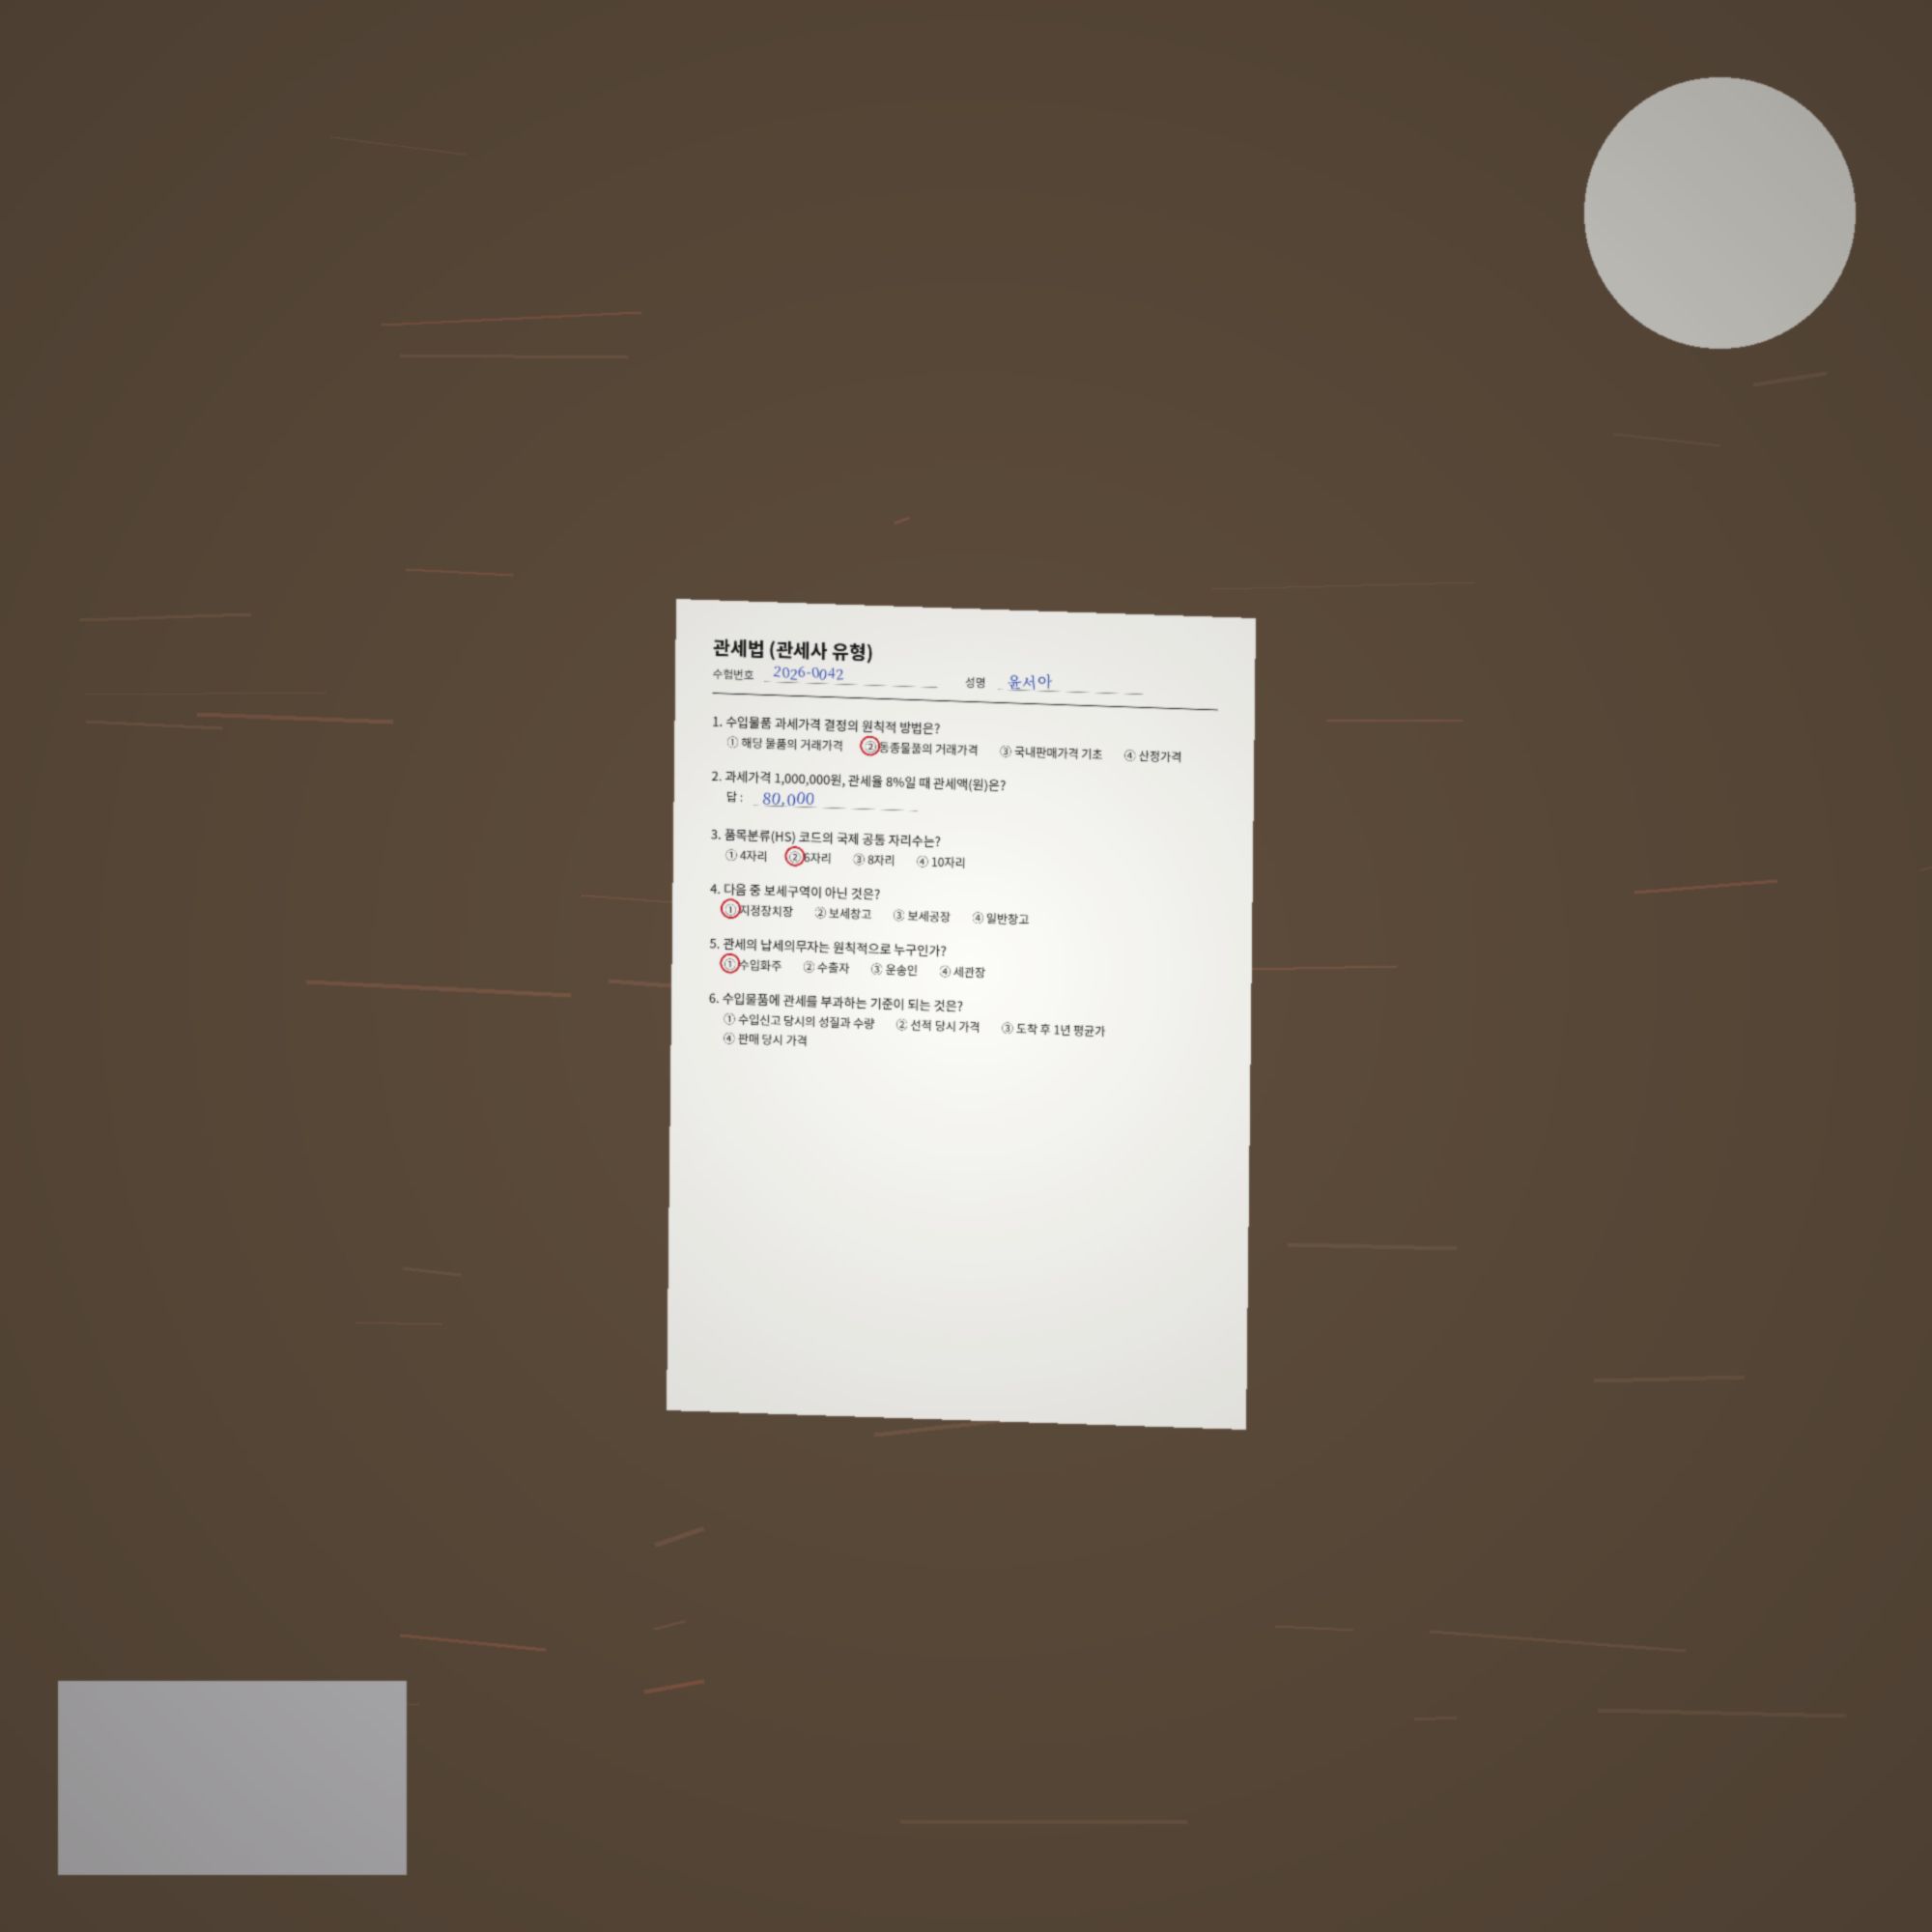 관세법 (관세사 유형)
수험번호 2026-0042 성명 윤서아
1. 수입물품 과세가격 결정의 원칙적 방법은?
① 해당 물품의 거래가격 ② 동종물품의 거래가격 ③ 국내판매가격 기초 ④ 산정가격
2. 과세가격 1,000,000원, 관세율 8%일 때 관세액(원)은?
답 : 80,000
3. 품목분류(HS) 코드의 국제 공통 자리수는?
① 4자리 ② 6자리 ③ 8자리 ④ 10자리
4. 다음 중 보세구역이 아닌 것은?
① 지정장치장 ② 보세창고 ③ 보세공장 ④ 일반창고
5. 관세의 납세의무자는 원칙적으로 누구인가?
① 수입화주 ② 수출자 ③ 운송인 ④ 세관장
6. 수입물품에 관세를 부과하는 기준이 되는 것은?
① 수입신고 당시의 성질과 수량 ② 선적 당시 가격 ③ 도착 후 1년 평균가
④ 판매 당시 가격